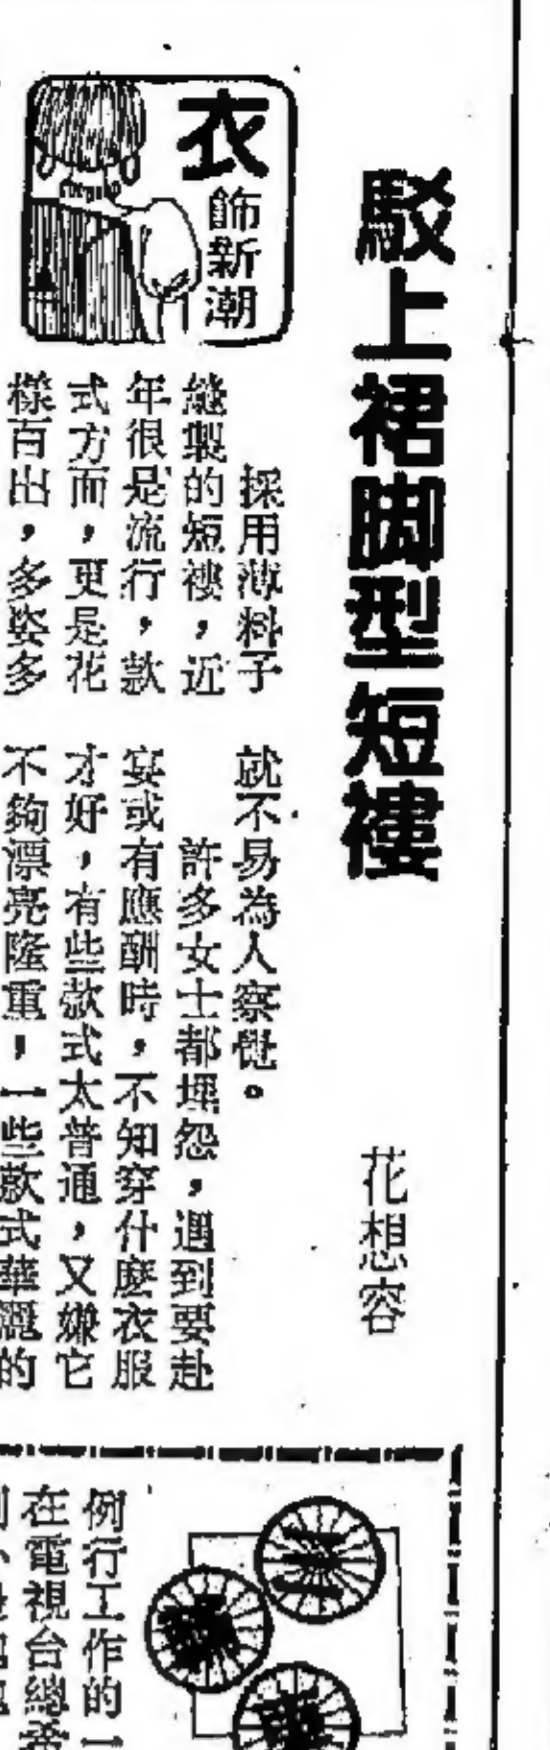 駁上裙脚型短褸
花想容
衣飾新潮
採用薄料子
縫製的短褸，近
年很是流行，款
式方面，更是花
樣百出，多姿多
就不易為人察覺。
許多女士都埋怨，遇到要赴
宴或有應酬時，不知穿什麼衣服
才好，有些款式太普通，又嫌它
不夠漂亮隆重，一些款式華麗的
例行工作的一
在電視台總